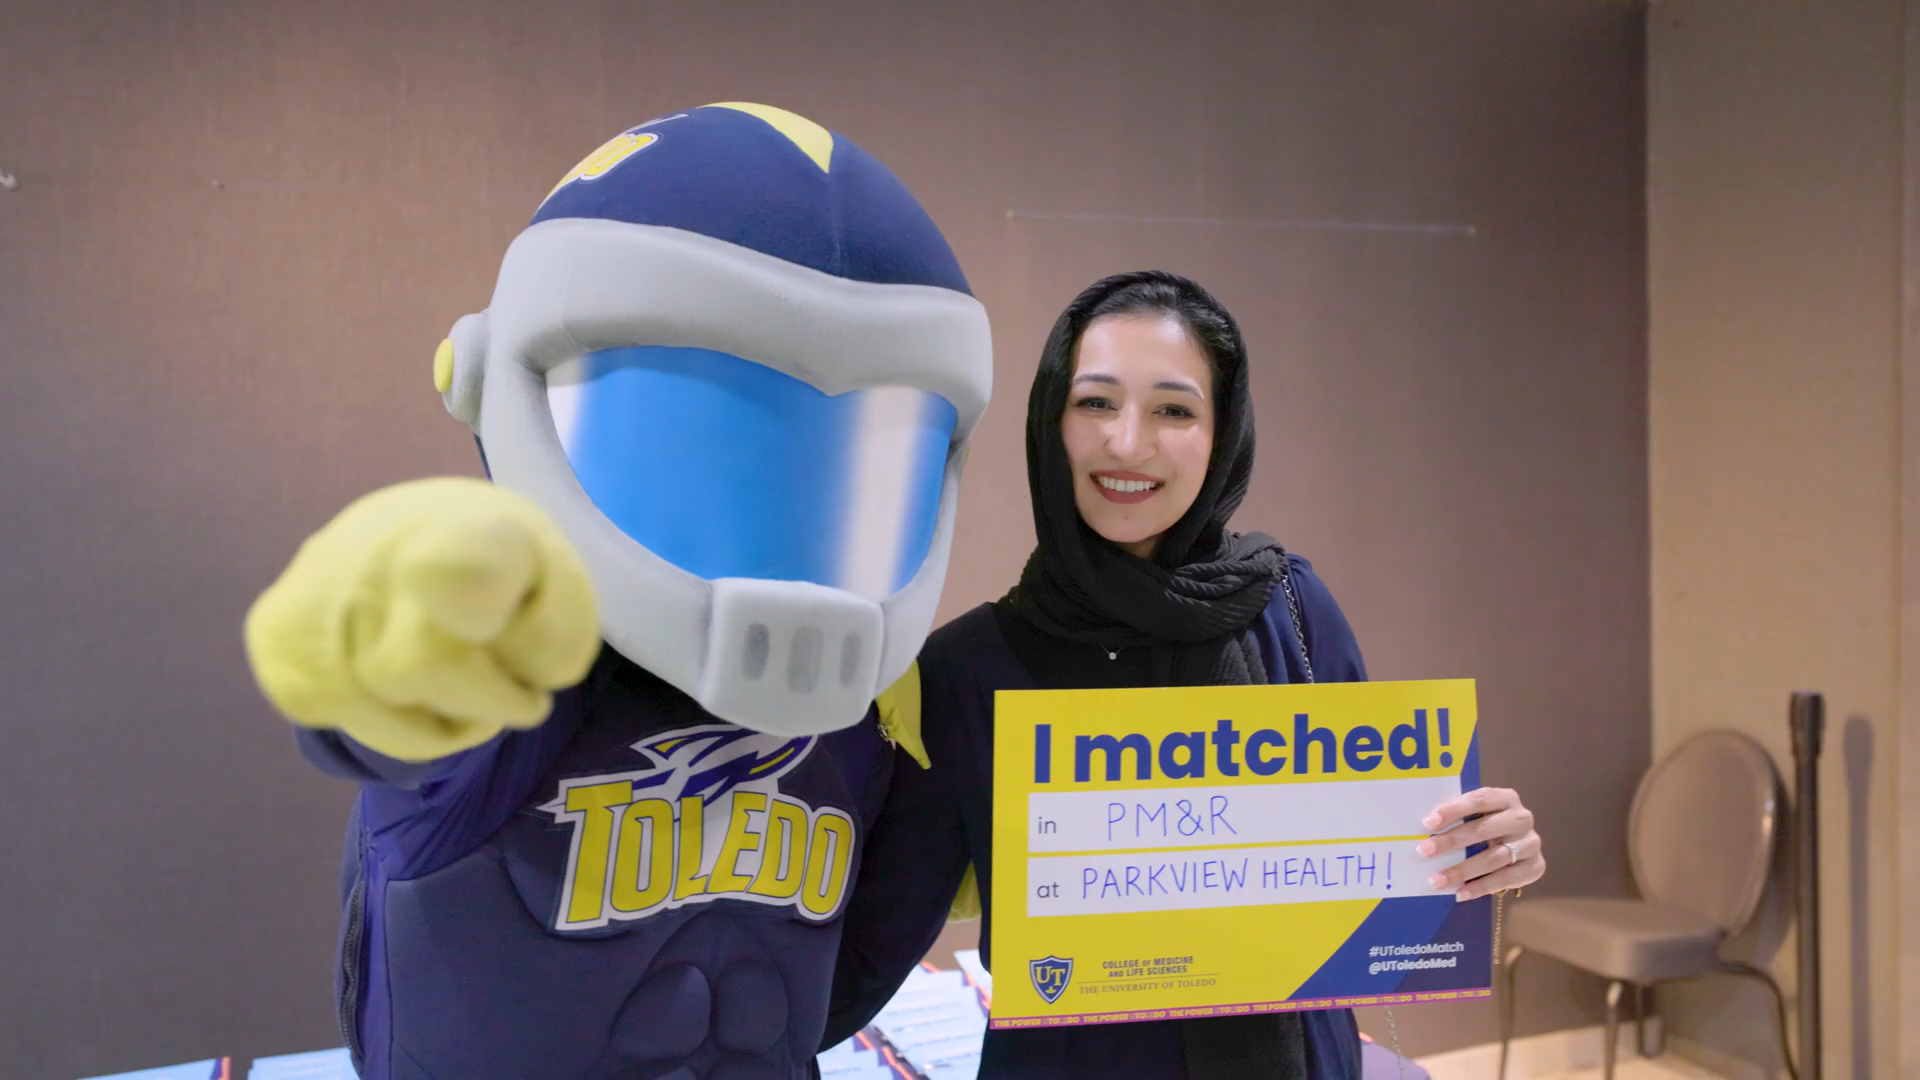 TOLEDO
I matched!
in PM&R
at PARKVIEW HEALTH!
#UToledoMatch
@UToledoMed
UT
COLLEGE OF MEDICINE
AND LIFE SCIENCES
THE UNIVERSITY OF TOLEDO